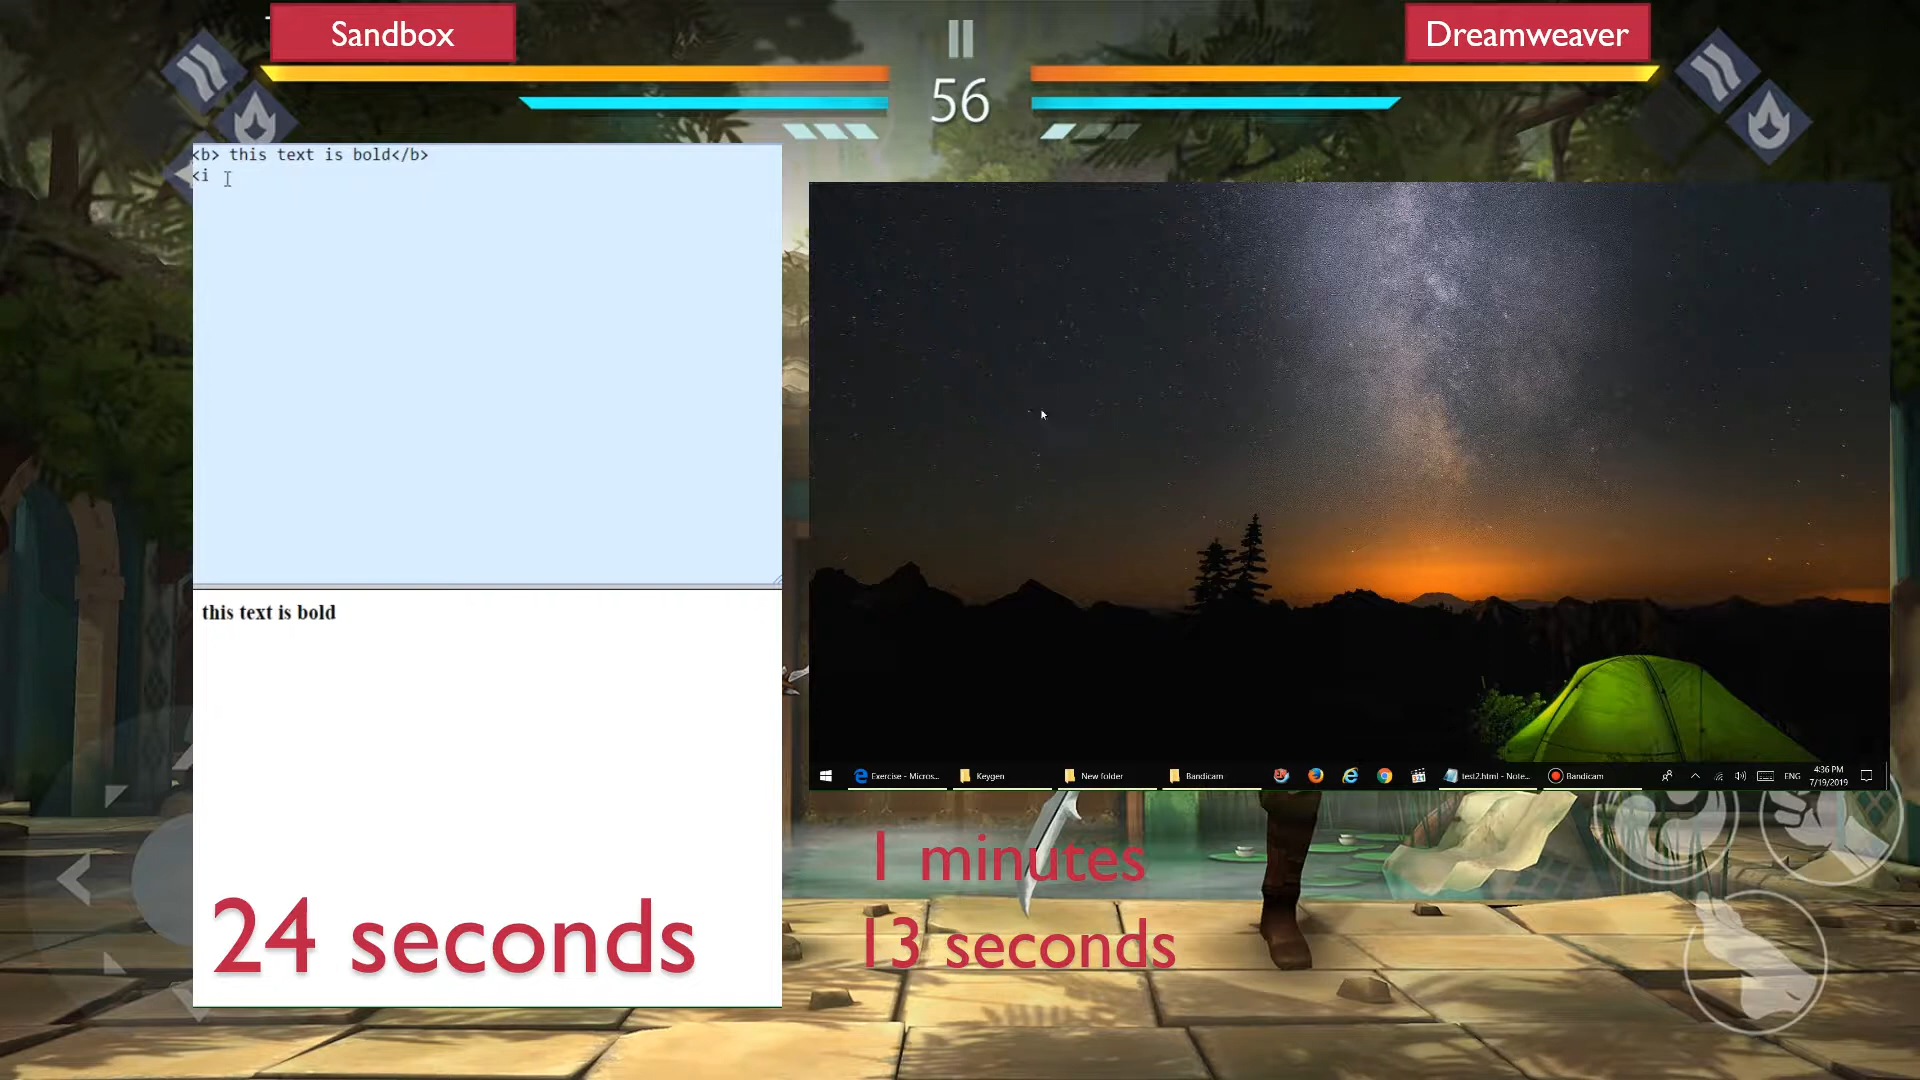 Sandbox
Dreamweaver
56
<b> this text is bold</b>
<i
this text is bold
24 seconds
1 minutes
13 seconds
Exercise - Micros...
Keygen
New folder
Bandicam
test2.html - Note...
Bandicam
ENG
4:36 PM
7/19/2019